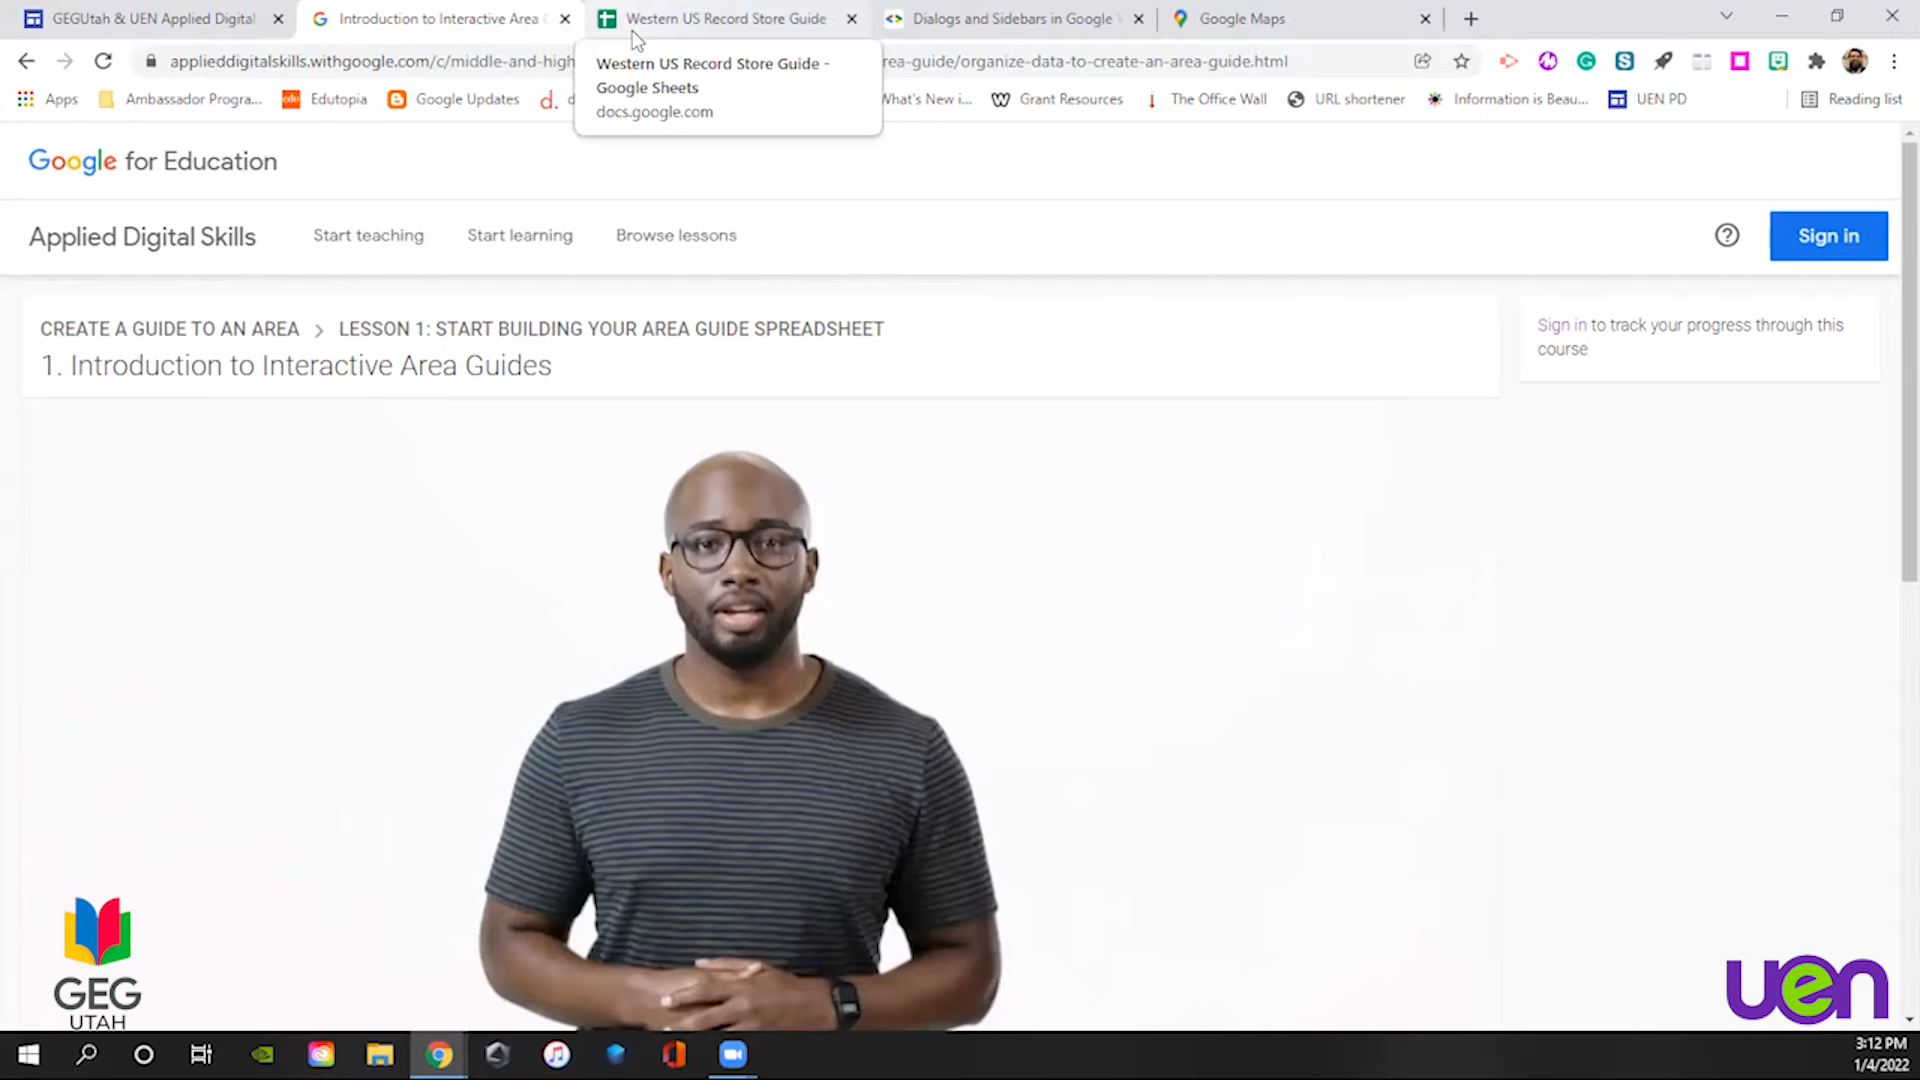 GEGUtah & UEN Applied Digital
Introduction to Interactive Area G
Western US Record Store Guide
Dialogs and Sidebars in Google W
Google Maps
applieddigitalskills.withgoogle.com/c/middle-and-high
rea-guide/organize-data-to-create-an-area-guide.html
Western US Record Store Guide -
Google Sheets
docs.google.com
Apps
Ambassador Progra...
Edutopia
Google Updates
d.
What's New i...
Grant Resources
The Office Wall
URL shortener
Information is Beau...
UEN PD
Reading list
Google for Education
Applied Digital Skills
Start teaching
Start learning
Browse lessons
Sign in
CREATE A GUIDE TO AN AREA > LESSON 1: START BUILDING YOUR AREA GUIDE SPREADSHEET
1. Introduction to Interactive Area Guides
Sign in to track your progress through this
course
GEG
UTAH
uen
3:12 PM
1/4/2022